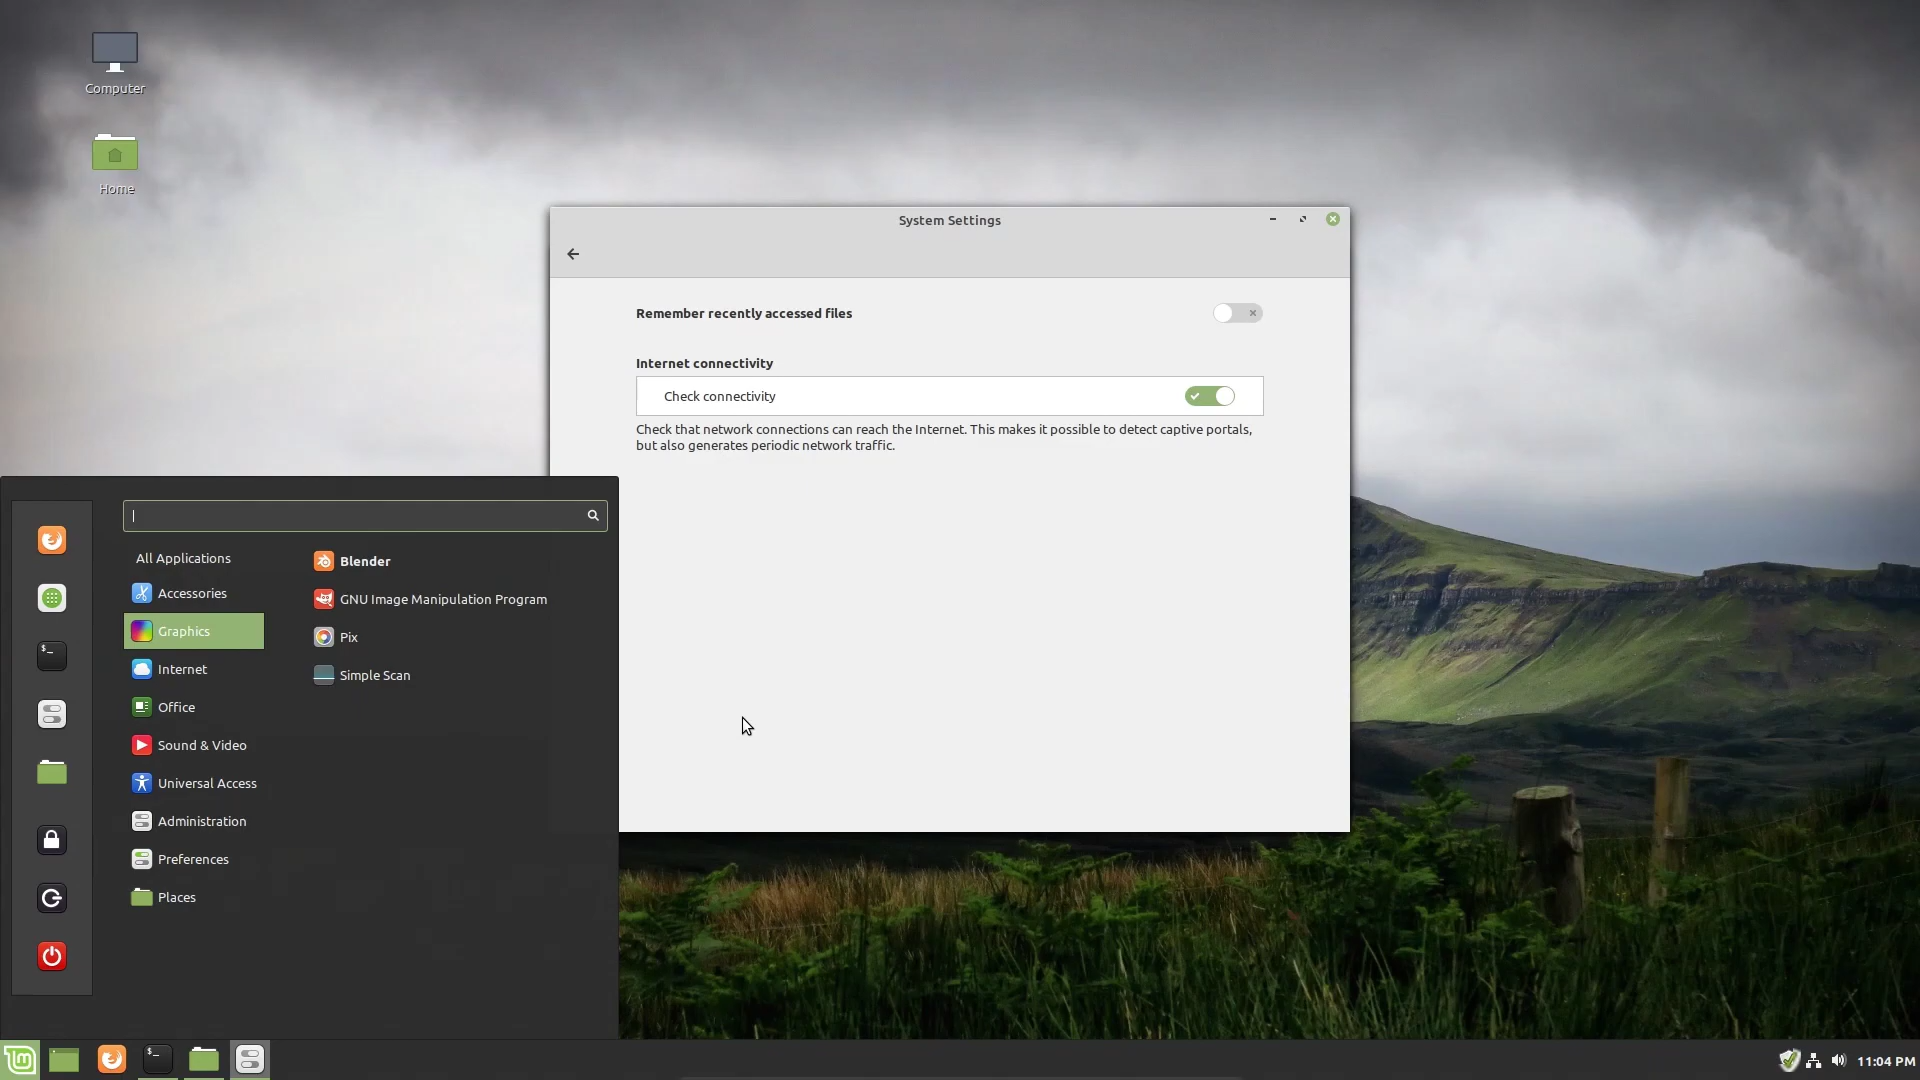 Computer
Home
System Settings
Remember recently accessed files
Internet connectivity
Check connectivity
Check that network connections can reach the Internet. This makes it possible to detect captive portals,
but also generates periodic network traffic.
All Applications
Accessories
Graphics
Internet
Office
Sound & Video
Universal Access
Administration
Preferences
Places
Blender
GNU Image Manipulation Program
Pix
Simple Scan
11:04 PM